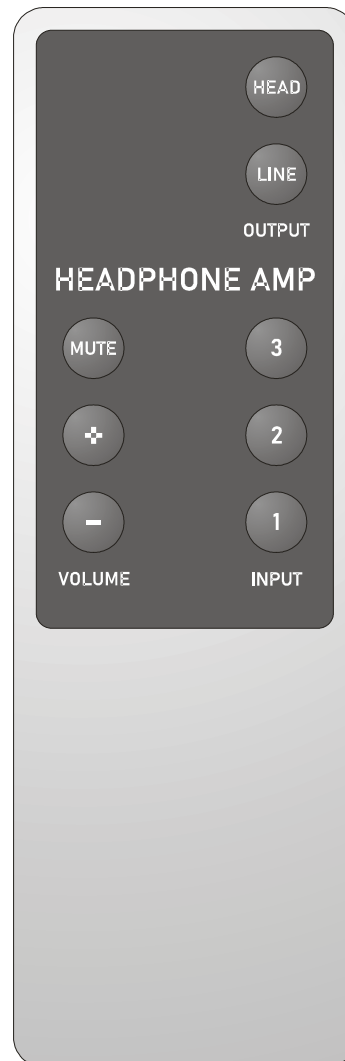 HEAD
LINE
OUTPUT
HEADPHONE AMP
MUTE 3
+ 2
- 1
VOLUME INPUT